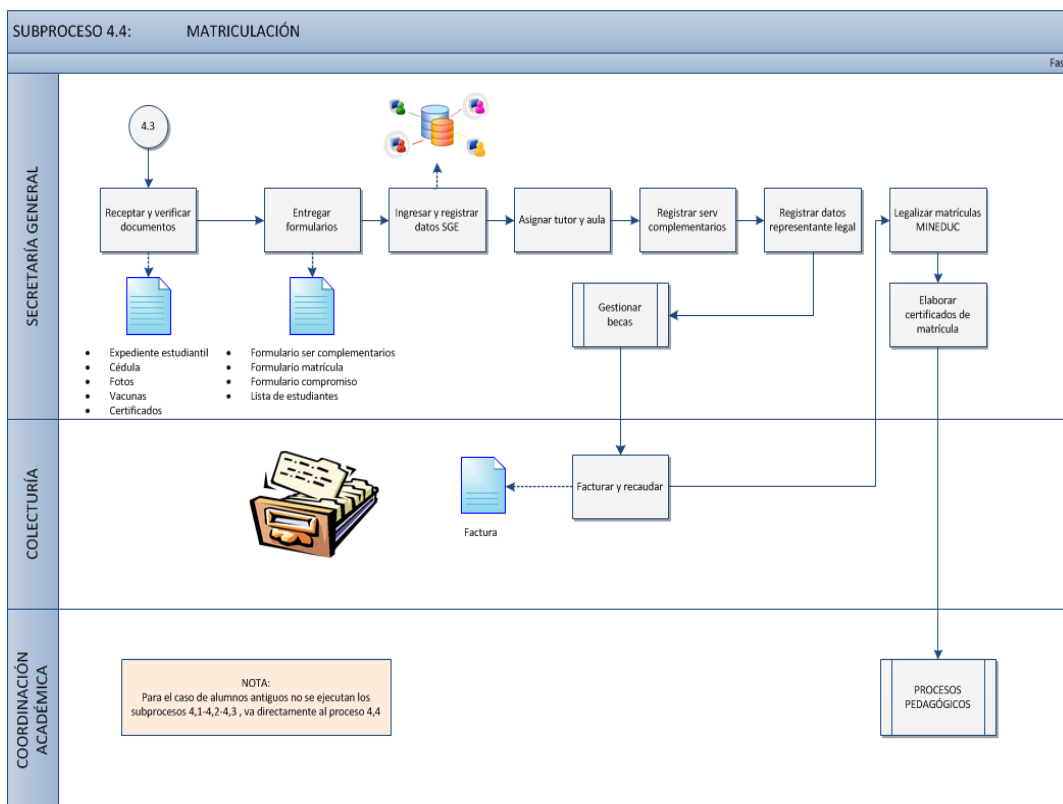 SUBPROCESO 4.4: MATRICULACIÓN
Fas
SECRETARÍA GENERAL
4.3
Receptar y verificar
documentos
Entregar
formularios
Ingresar y registrar
datos SGE
Asignar tutor y aula
Registrar serv
complementarios
Registrar datos
representante legal
Legalizar matrículas
MINEDUC
Gestionar
becas
Elaborar
certificados de
matrícula
• Expediente estudiantil
• Cédula
• Fotos
• Vacunas
• Certificados
• Formulario ser complementarios
• Formulario matrícula
• Formulario compromiso
• Lista de estudiantes
COLECTURÍA
Facturar y recaudar
Factura
COORDINACIÓN
ACADÉMICA
NOTA:
Para el caso de alumnos antiguos no se ejecutan los
subprocesos 4,1-4,2-4,3 , va directamente al proceso 4,4
PROCESOS
PEDAGÓGICOS